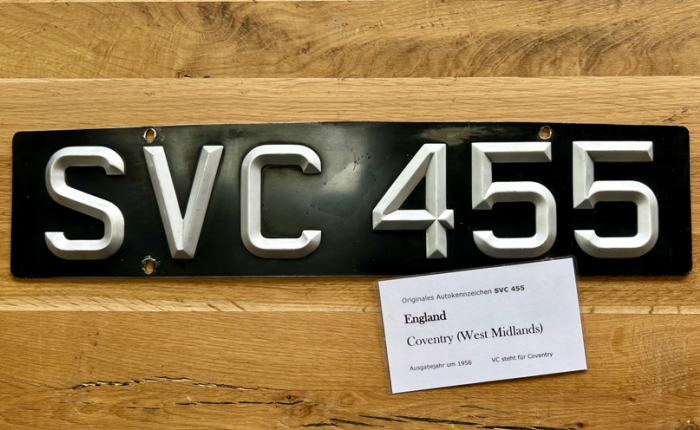 SVC 455
Originales Autokennzeichen SVC 455
England
Coventry (West Midlands)
Ausgabejahr um 1956 VC steht für Coventry